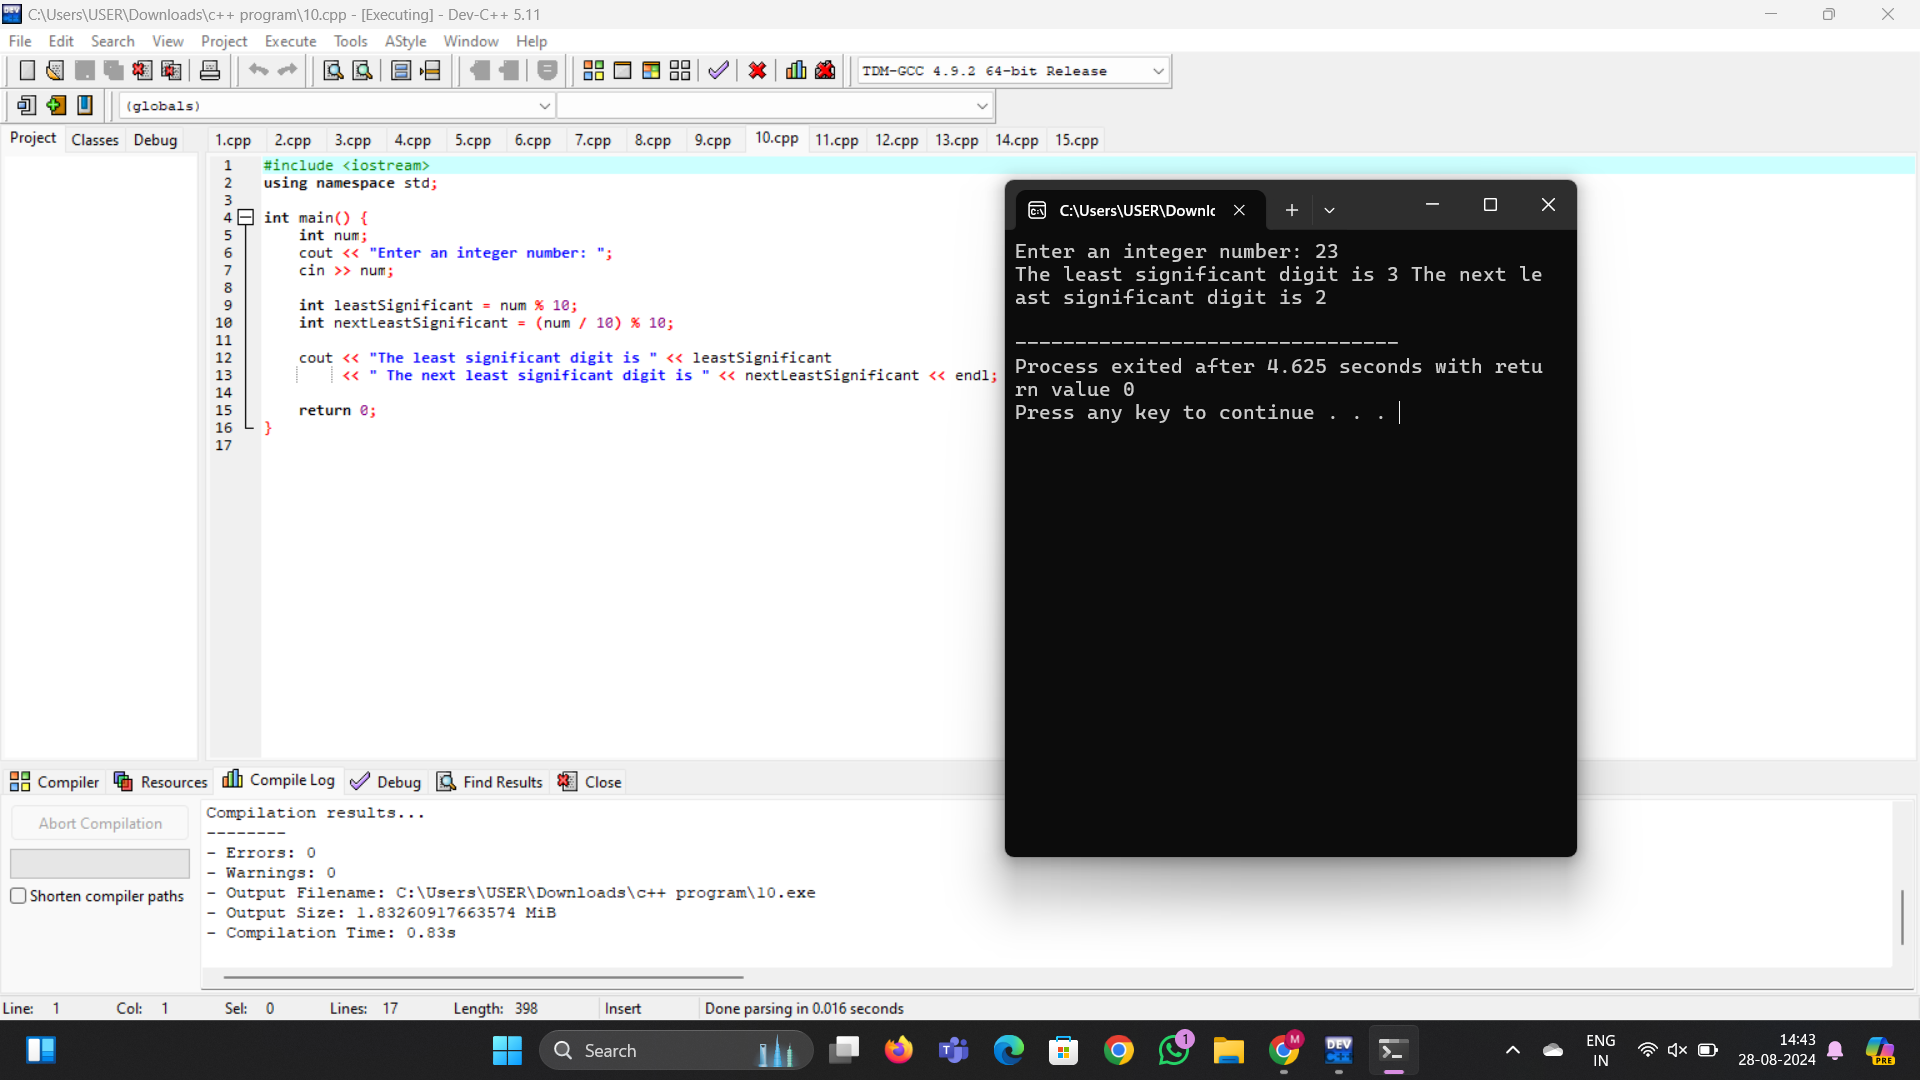 C:\Users\USER\Downloads\c++ program\10.cpp - [Executing] - Dev-C++ 5.11
File Edit Search View Project Execute Tools AStyle Window Help
TDM-GCC 4.9.2 64-bit Release
(globals)
Project Classes Debug
1.cpp 2.cpp 3.cpp 4.cpp 5.cpp 6.cpp 7.cpp 8.cpp 9.cpp 10.cpp 11.cpp 12.cpp 13.cpp 14.cpp 15.cpp
1 #include <iostream>
2 using namespace std;
3
4 int main() {
5 int num;
6 cout << "Enter an integer number: ";
7 cin >> num;
8
9 int leastSignificant = num % 10;
10 int nextLeastSignificant = (num / 10) % 10;
11
12 cout << "The least significant digit is " << leastSignificant
13 << " The next least significant digit is " << nextLeastSignificant << endl;
14
15 return 0;
16 }
17
C:\Users\USER\Downlc
Enter an integer number: 23
The least significant digit is 3 The next le
ast significant digit is 2
--------------------------------
Process exited after 4.625 seconds with retu
rn value 0
Press any key to continue . . .
Compiler Resources Compile Log Debug Find Results Close
Abort Compilation
Shorten compiler paths
Compilation results...
--------
- Errors: 0
- Warnings: 0
- Output Filename: C:\Users\USER\Downloads\c++ program\10.exe
- Output Size: 1.83260917663574 MiB
- Compilation Time: 0.83s
Line: 1 Col: 1 Sel: 0 Lines: 17 Length: 398 Insert Done parsing in 0.016 seconds
Search
1
M
DEV
ENG
IN
14:43
28-08-2024
PRE